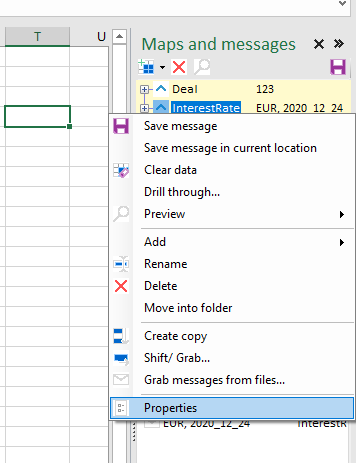 T U
Maps and messages
Deal 123
InterestRate EUR, 2020_12_24
Save message
Save message in current location
Clear data
Drill through...
Preview
Add
Rename
Delete
Move into folder
Create copy
Shift/ Grab...
Grab messages from files...
Properties
EUR, 2020_12_24 InterestR